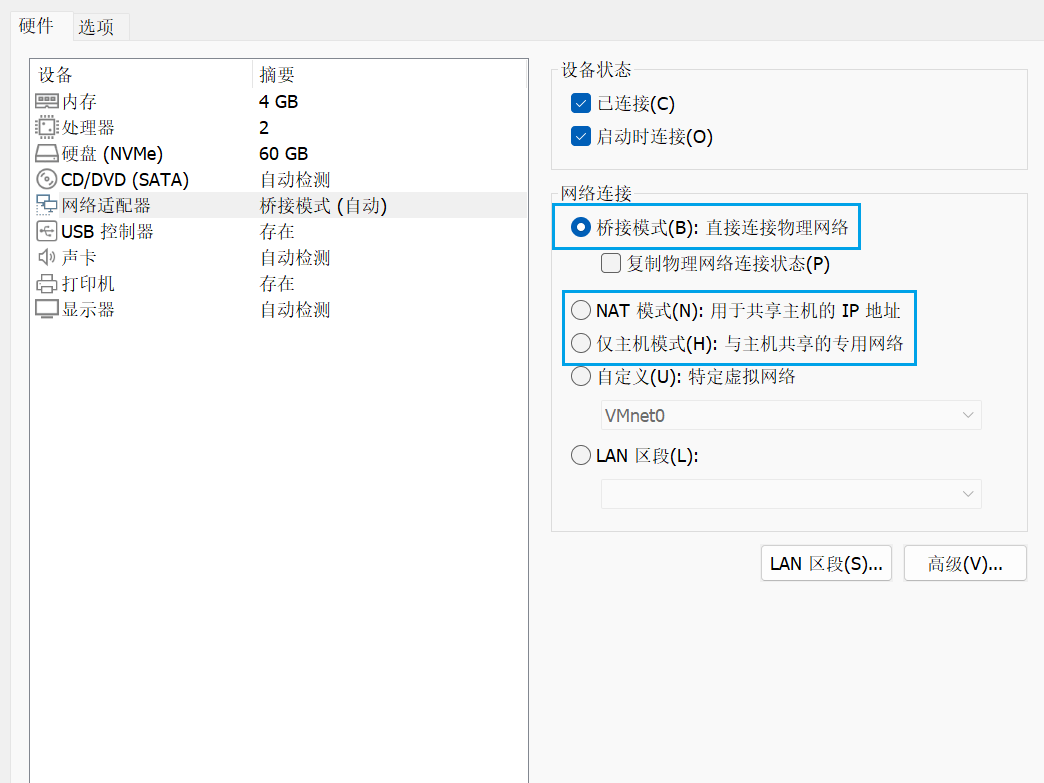 硬件 选项
设备 摘要
内存 4 GB
处理器 2
硬盘 (NVMe) 60 GB
CD/DVD (SATA) 自动检测
网络适配器 桥接模式 (自动)
USB 控制器 存在
声卡 自动检测
打印机 存在
显示器 自动检测
设备状态
已连接(C)
启动时连接(O)
网络连接
桥接模式(B): 直接连接物理网络
复制物理网络连接状态(P)
NAT 模式(N): 用于共享主机的 IP 地址
仅主机模式(H): 与主机共享的专用网络
自定义(U): 特定虚拟网络
VMnet0
LAN 区段(L):
LAN 区段(S)... 高级(V)...